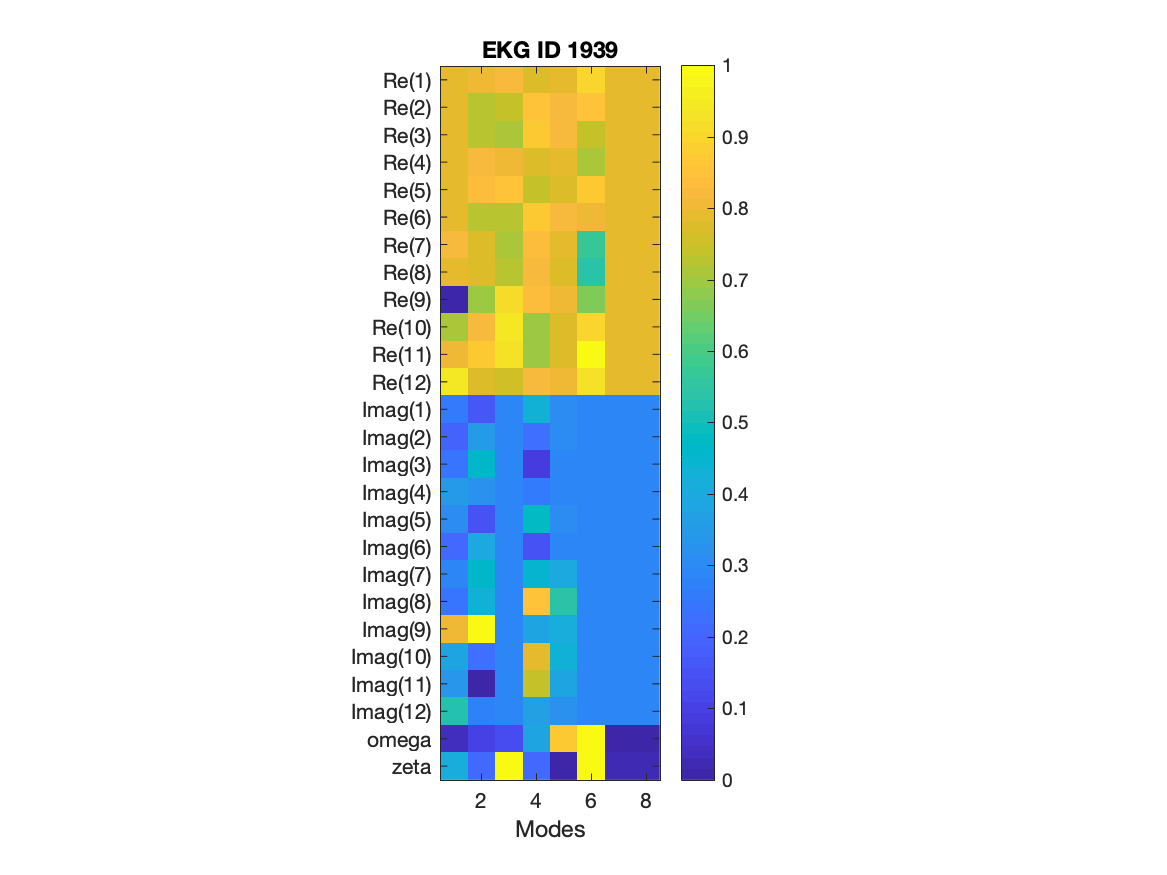 EKG ID 1939
Re(1)
Re(2)
Re(3)
Re(4)
Re(5)
Re(6)
Re(7)
Re(8)
Re(9)
Re(10)
Re(11)
Re(12)
Imag(1)
Imag(2)
Imag(3)
Imag(4)
Imag(5)
Imag(6)
Imag(7)
Imag(8)
Imag(9)
Imag(10)
Imag(11)
Imag(12)
omega
zeta
2 4 6 8
Modes
1
0.9
0.8
0.7
0.6
0.5
0.4
0.3
0.2
0.1
0